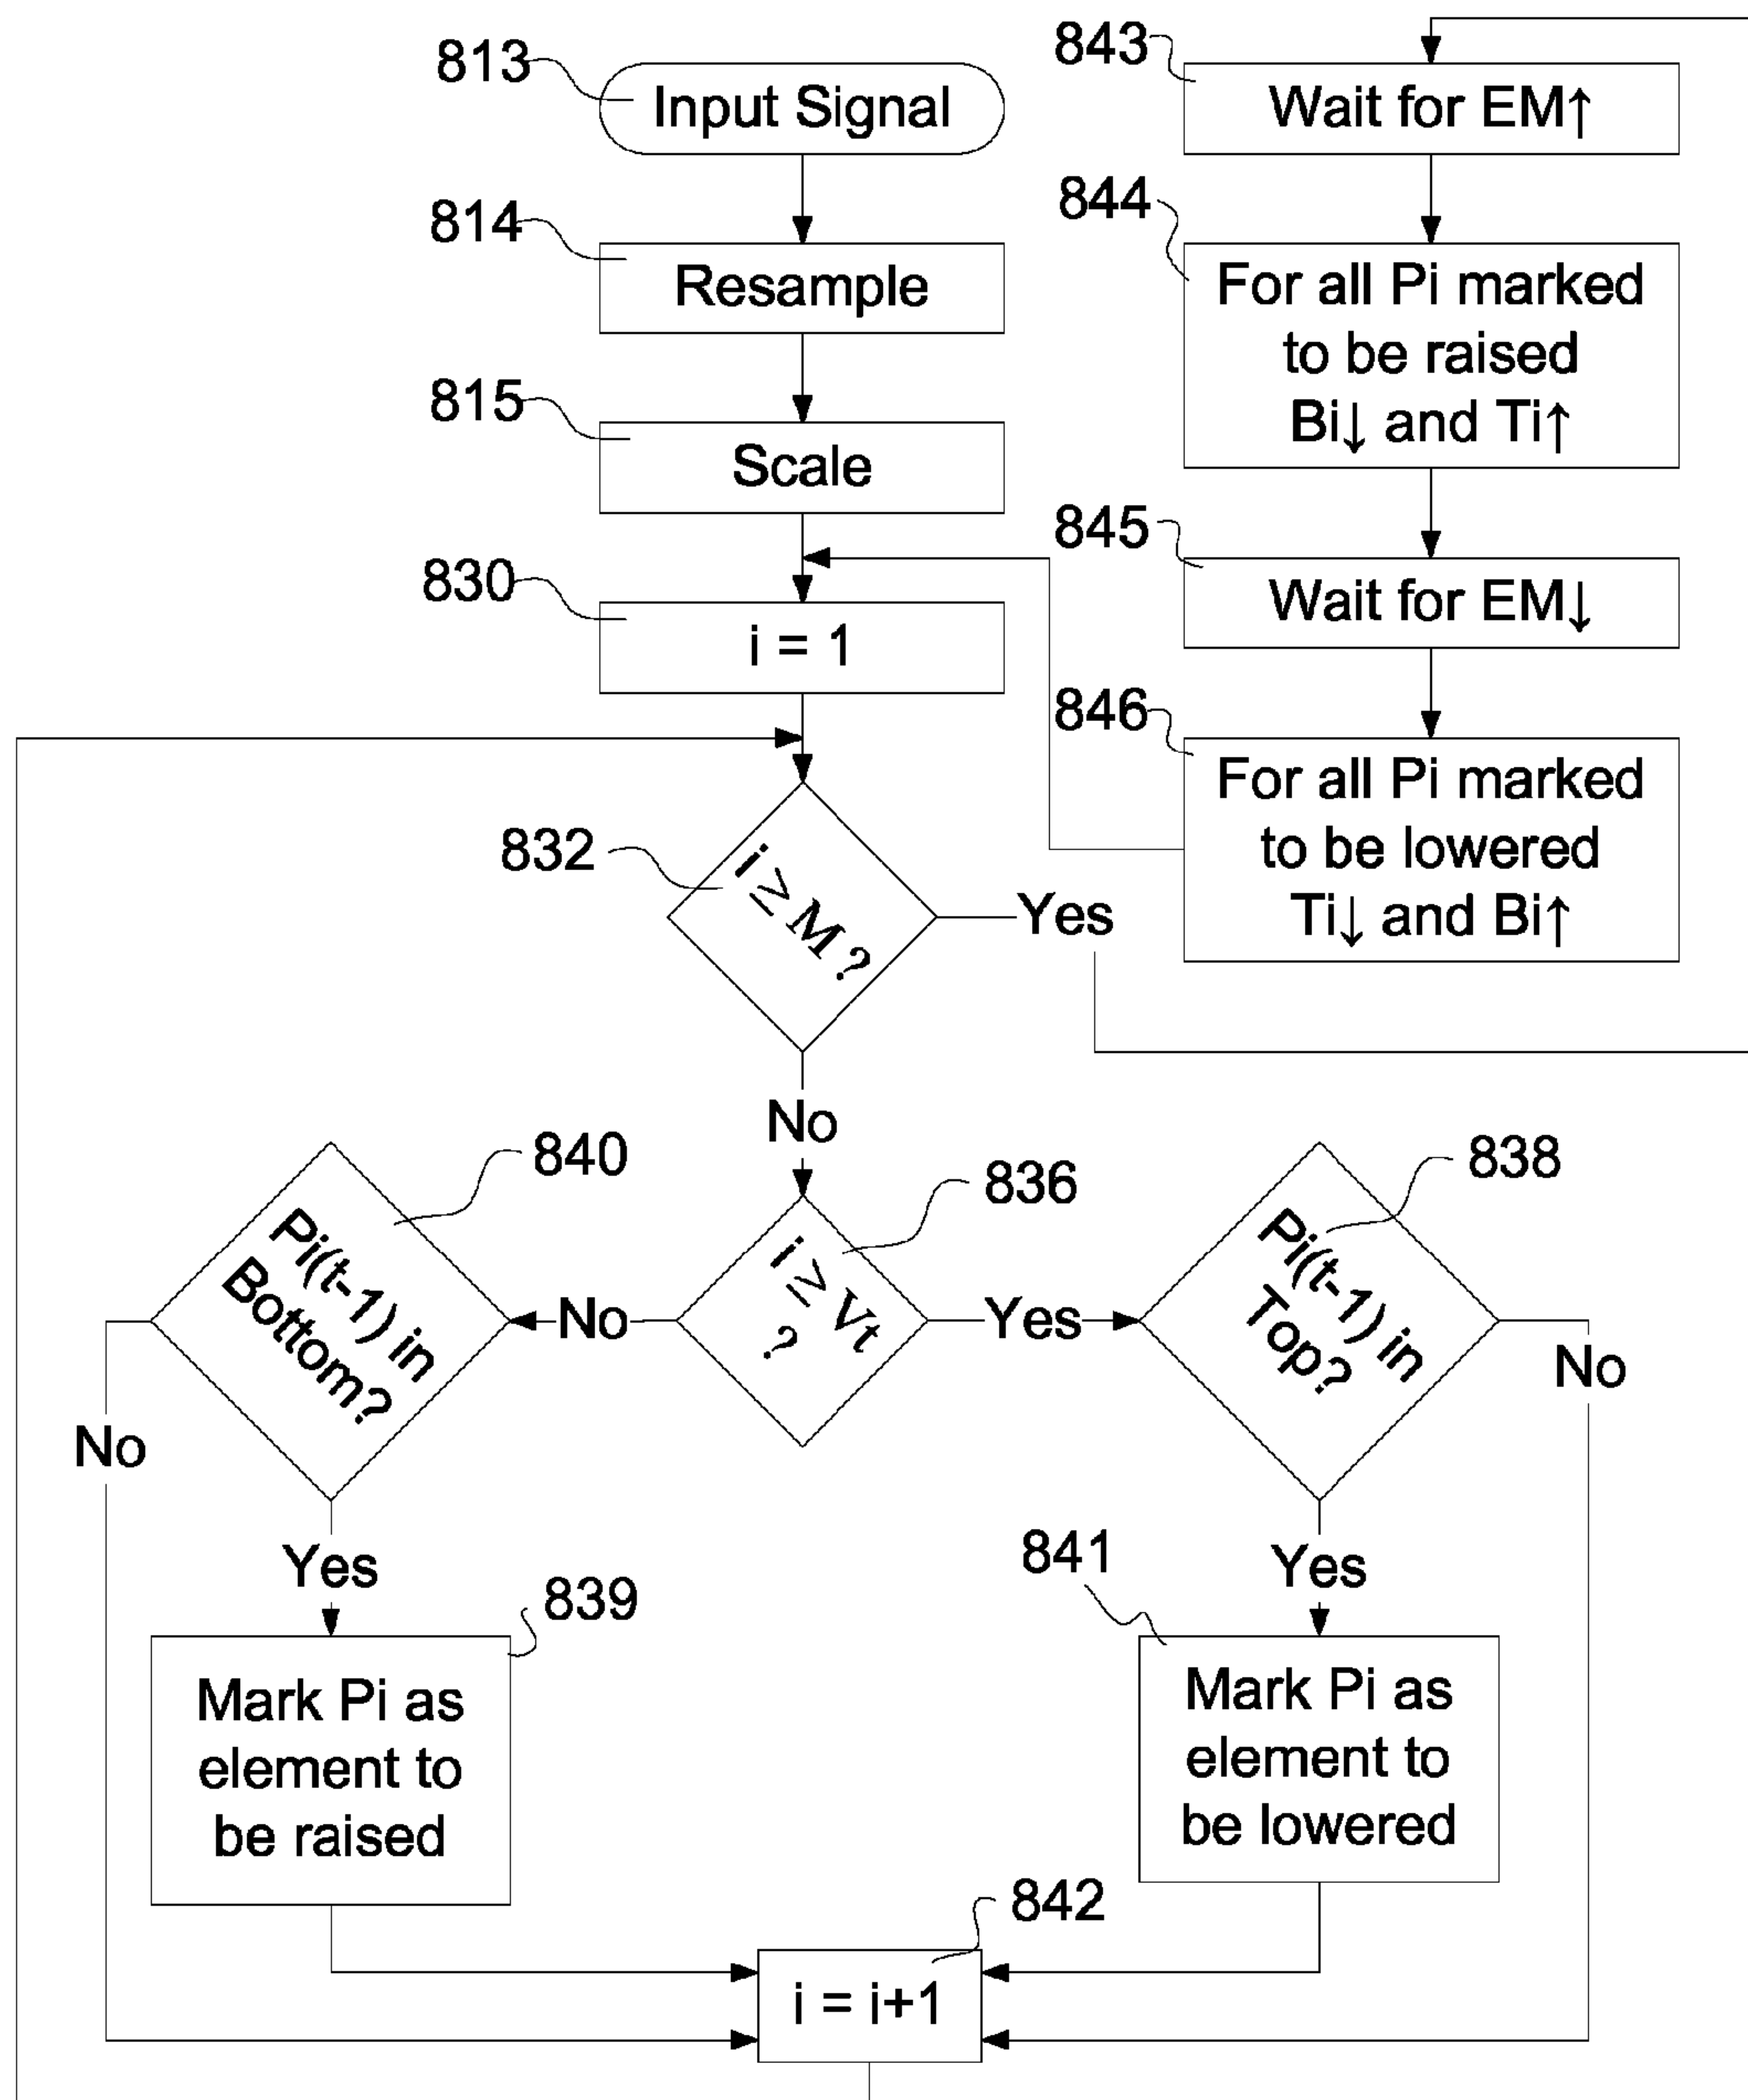 813
Input Signal
814
Resample
815
Scale
830
i = 1
832
i ≥ M ?
Yes
No
843
Wait for EM↑
844
For all Pi marked
to be raised
Bi↓ and Ti↑
845
Wait for EM↓
846
For all Pi marked
to be lowered
Ti↓ and Bi↑
836
i ≥ Vt
?
No
Yes
840
Pi(t-1) in
Bottom?
No
Yes
839
Mark Pi as
element to
be raised
838
Pi(t-1) in
Top?
No
Yes
841
Mark Pi as
element to
be lowered
842
i = i+1